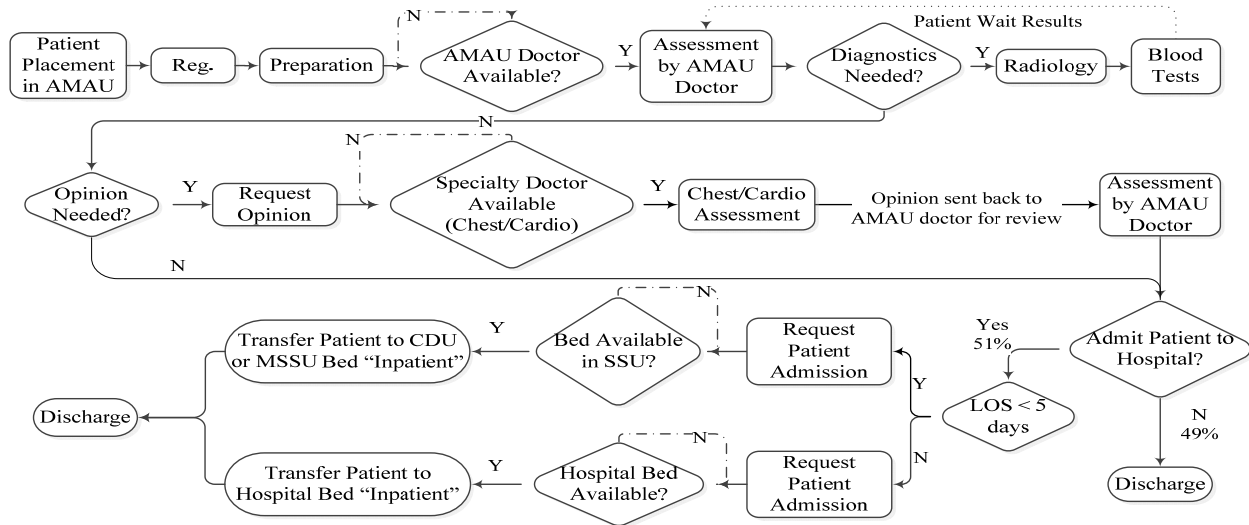 Patient
Placement
in AMAU
Reg.
Preparation
N
AMAU Doctor
Available?
Y
Assessment
by AMAU
Doctor
Diagnostics
Needed?
Y
Radiology
Blood
Tests
Patient Wait Results
N
Opinion
Needed?
Y
Request
Opinion
N
Specialty Doctor
Available
(Chest/Cardio)
Y
Chest/Cardio
Assessment
Opinion sent back to
AMAU doctor for review
Assessment
by AMAU
Doctor
N
Admit Patient to
Hospital?
Yes
51%
N
49%
Discharge
LOS < 5
days
Y
N
Request
Patient
Admission
N
Bed Available
in SSU?
Y
Transfer Patient to CDU
or MSSU Bed “Inpatient”
Request
Patient
Admission
N
Hospital Bed
Available?
Y
Transfer Patient to
Hospital Bed “Inpatient”
Discharge